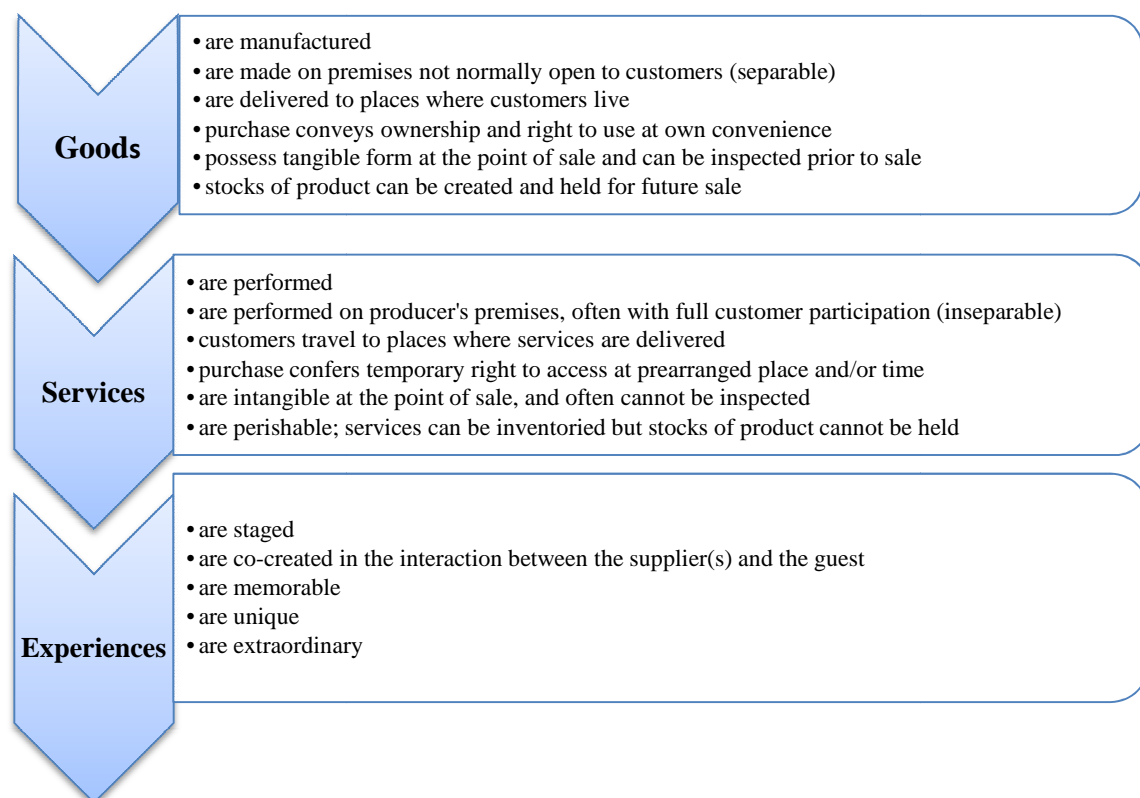 Goods
• are manufactured
• are made on premises not normally open to customers (separable)
• are delivered to places where customers live
• purchase conveys ownership and right to use at own convenience
• possess tangible form at the point of sale and can be inspected prior to sale
• stocks of product can be created and held for future sale
Services
• are performed
• are performed on producer's premises, often with full customer participation (inseparable)
• customers travel to places where services are delivered
• purchase confers temporary right to access at prearranged place and/or time
• are intangible at the point of sale, and often cannot be inspected
• are perishable; services can be inventoried but stocks of product cannot be held
Experiences
• are staged
• are co-created in the interaction between the supplier(s) and the guest
• are memorable
• are unique
• are extraordinary